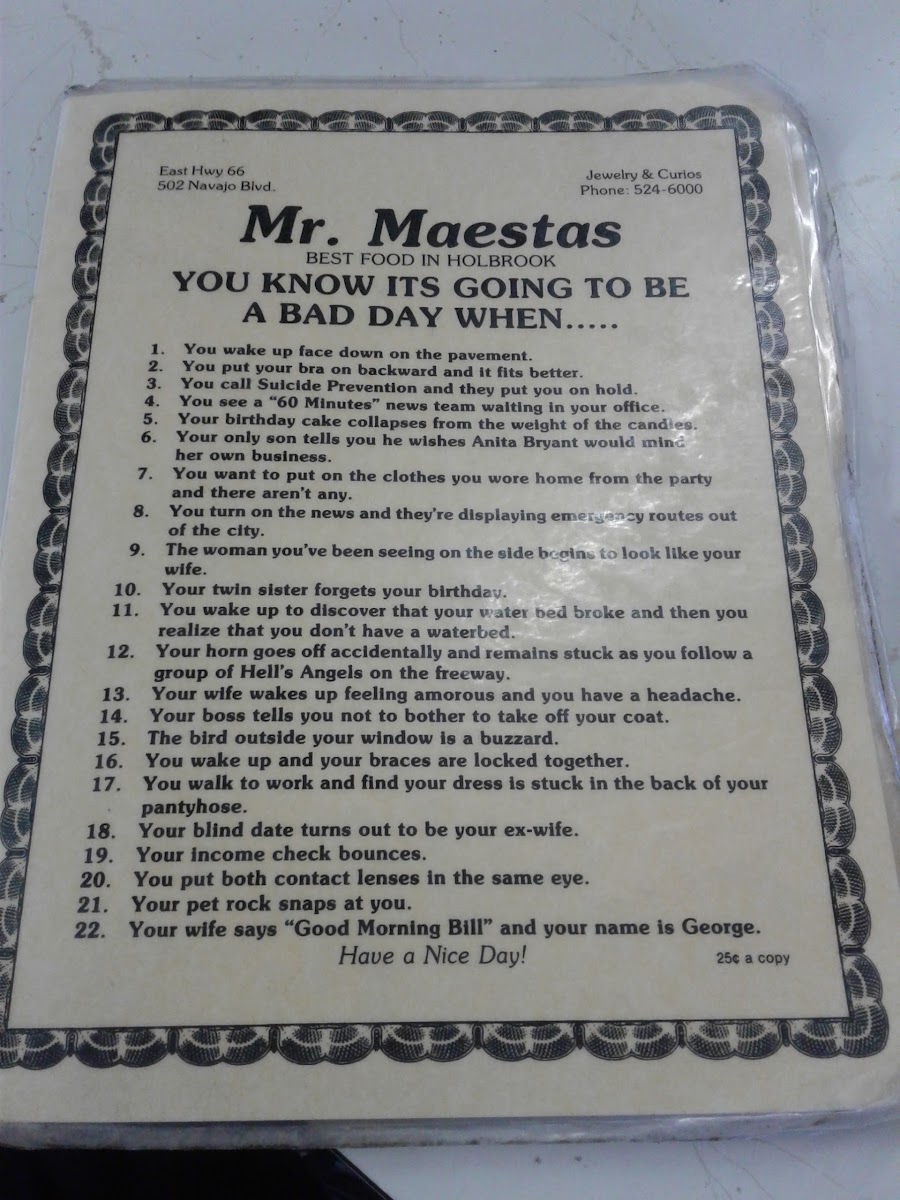 East Hwy 66
502 Navajo Blvd.
Jewelry & Curios
Phone: 524-6000
Mr. Maestas
BEST FOOD IN HOLBROOK
YOU KNOW ITS GOING TO BE
A BAD DAY WHEN.....
1. You wake up face down on the pavement.
2. You put your bra on backward and it fits better.
3. You call Suicide Prevention and they put you on hold.
4. You see a "60 Minutes" news team waiting in your office.
5. Your birthday cake collapses from the weight of the candles.
6. Your only son tells you he wishes Anita Bryant would mind
her own business.
7. You want to put on the clothes you wore home from the party
and there aren't any.
8. You turn on the news and they're displaying emergency routes out
of the city.
9. The woman you've been seeing on the side begins to look like your
wife.
10. Your twin sister forgets your birthday.
11. You wake up to discover that your water bed broke and then you
realize that you don't have a waterbed.
12. Your horn goes off accidentally and remains stuck as you follow a
group of Hell's Angels on the freeway.
13. Your wife wakes up feeling amorous and you have a headache.
14. Your boss tells you not to bother to take off your coat.
15. The bird outside your window is a buzzard.
16. You wake up and your braces are locked together.
17. You walk to work and find your dress is stuck in the back of your
pantyhose.
18. Your blind date turns out to be your ex-wife.
19. Your income check bounces.
20. You put both contact lenses in the same eye.
21. Your pet rock snaps at you.
22. Your wife says "Good Morning Bill" and your name is George.
Have a Nice Day!
25¢ a copy